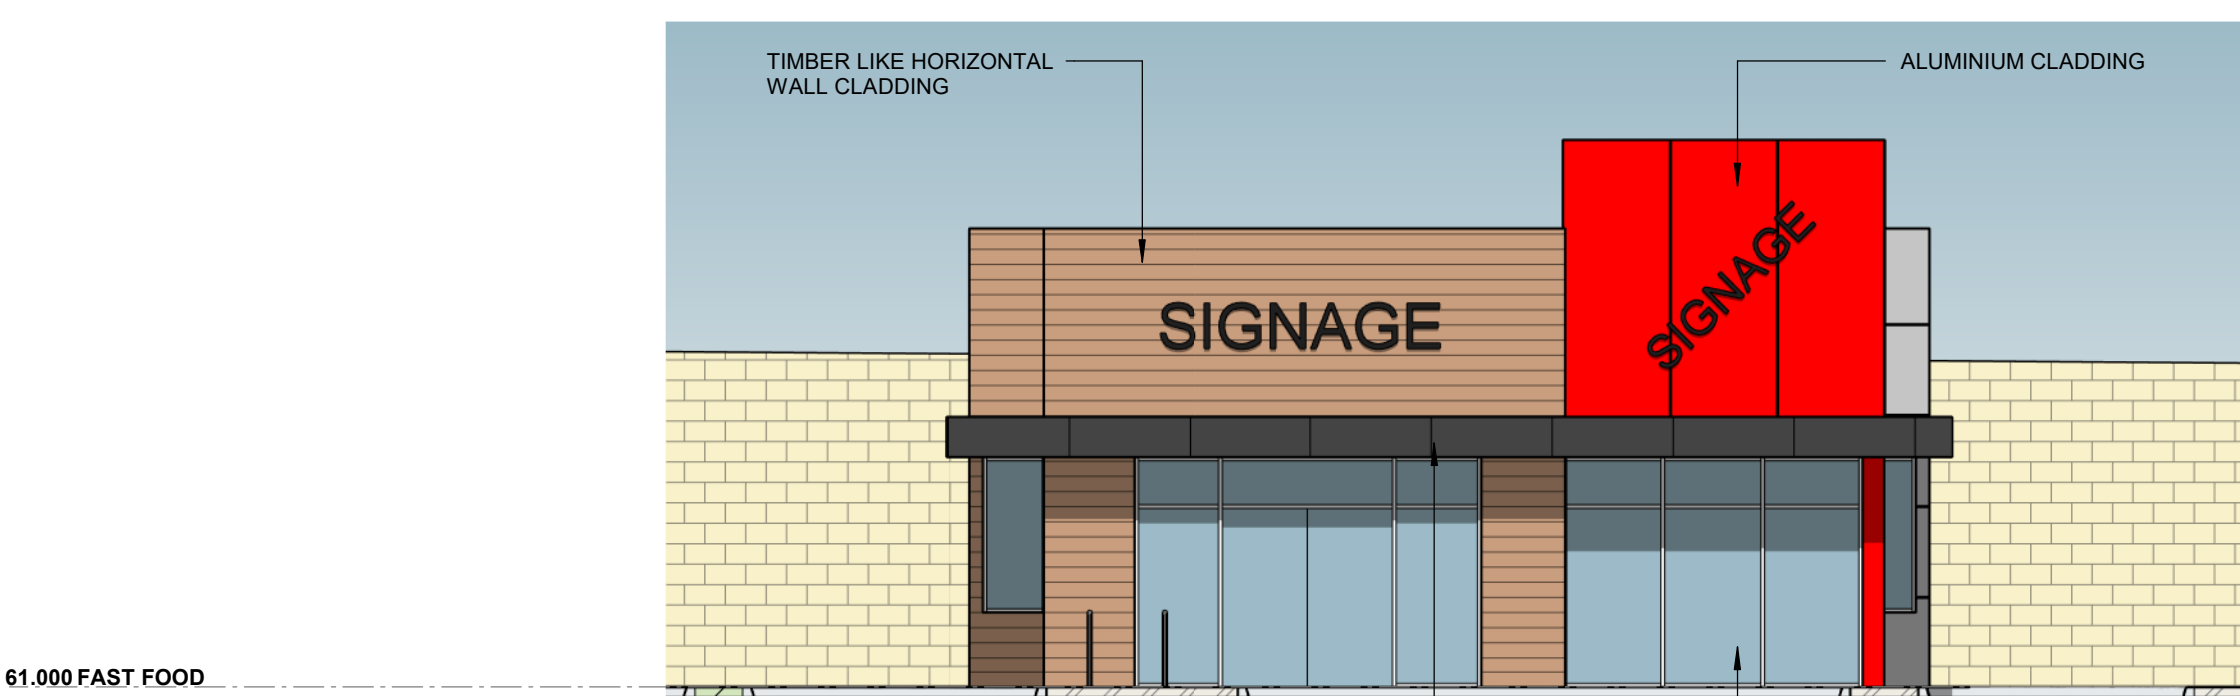 TIMBER LIKE HORIZONTAL
WALL CLADDING
ALUMINIUM CLADDING
SIGNAGE
SIGNAGE
61.000 FAST FOOD